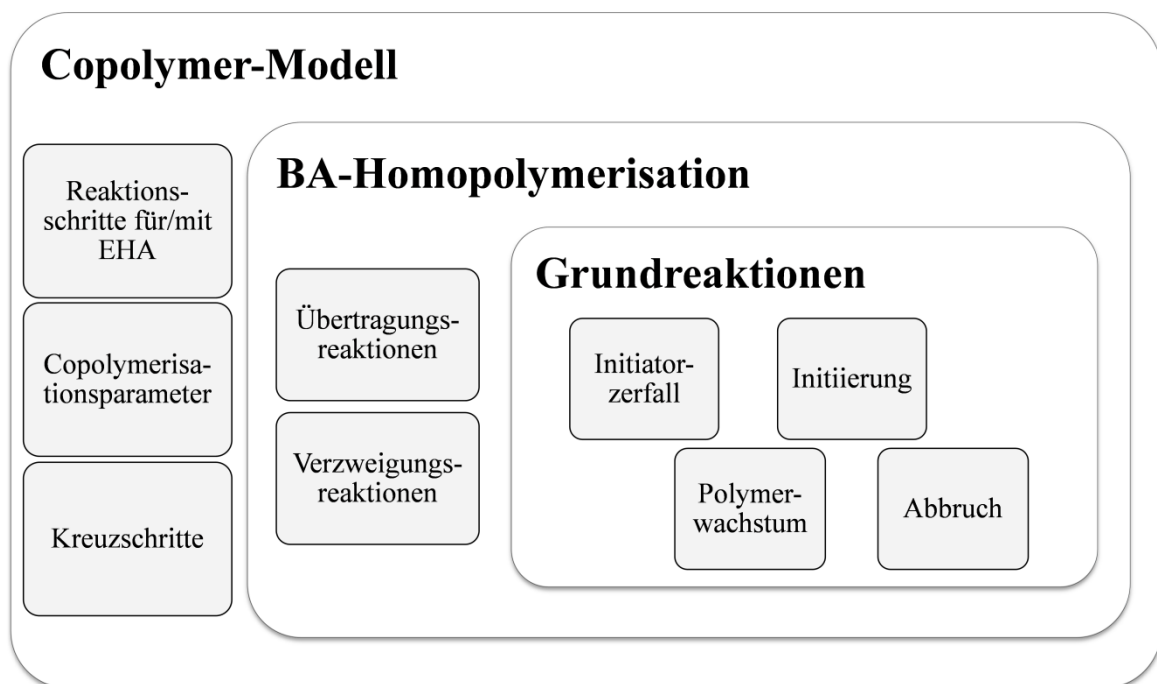 Copolymer-Modell
Reaktions-
schritte für/mit
EHA
Copolymerisa-
tionsparameter
Kreuzschritte
BA-Homopolymerisation
Übertragungs-
reaktionen
Verzweigungs-
reaktionen
Grundreaktionen
Initiator-
zerfall
Initiierung
Polymer-
wachstum
Abbruch